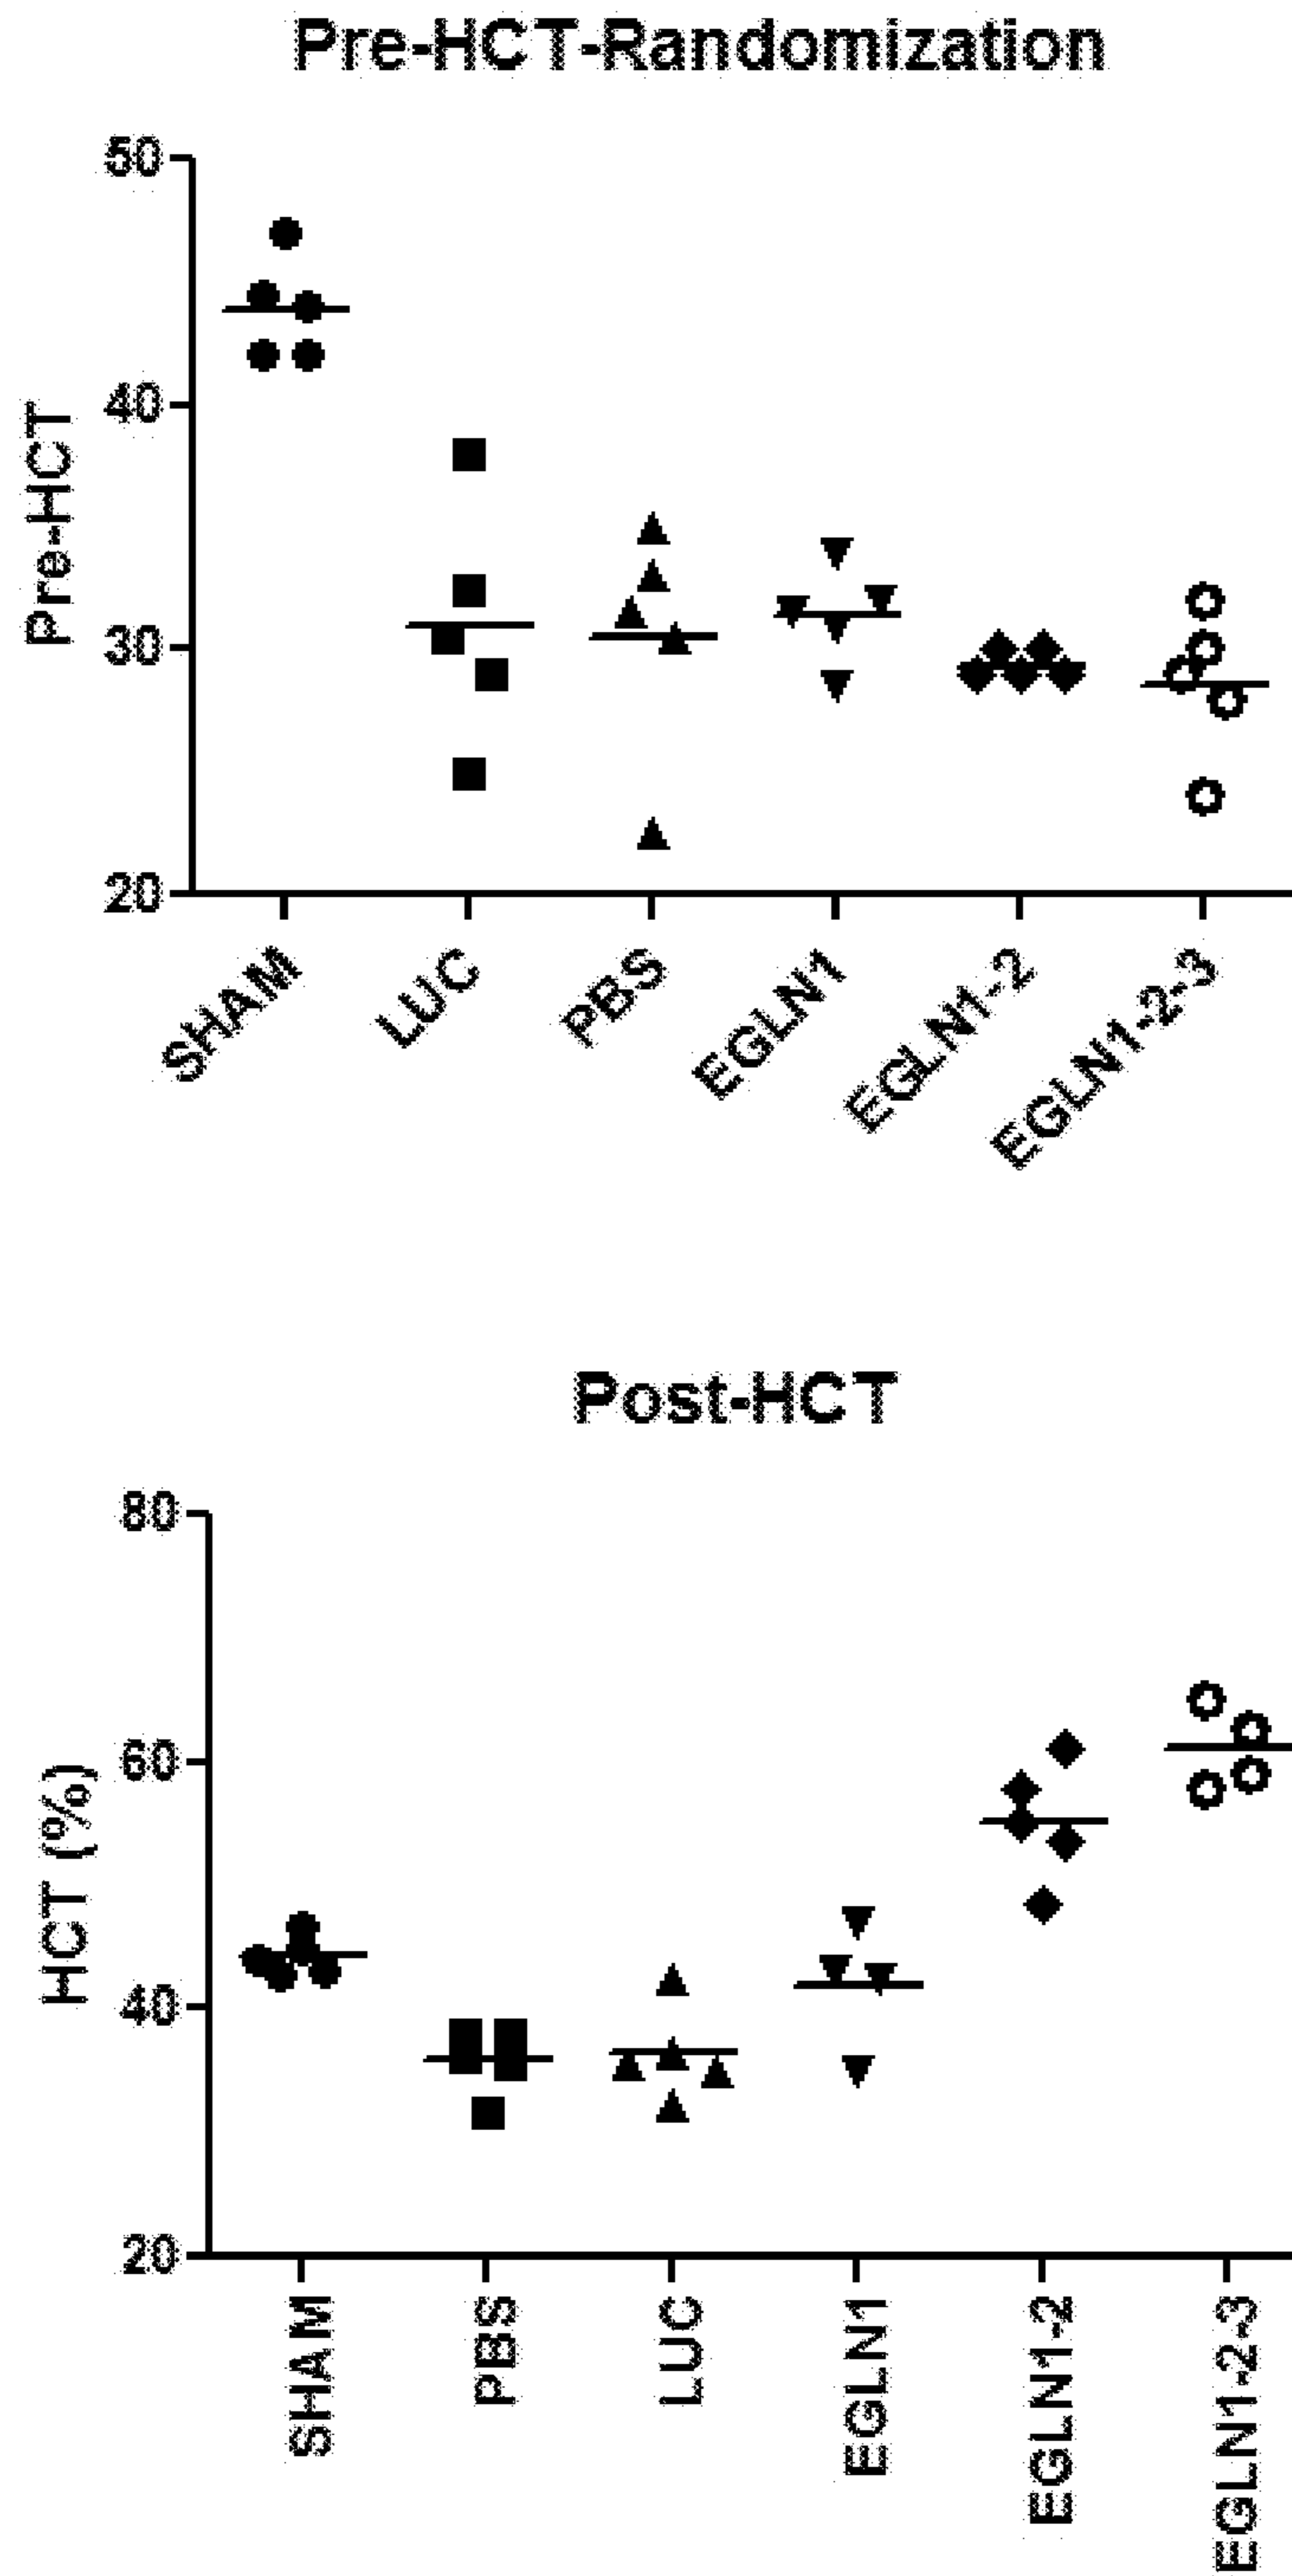 Pre-HCT-Randomization
Pre-HCT
50
40
30
20
SHAM
LUC
PBS
EGLN1
EGLN1-2
EGLN1-2-3
Post-HCT
HCT (%)
80
60
40
20
SHAM
PBS
LUC
EGLN1
EGLN1-2
EGLN1-2-3